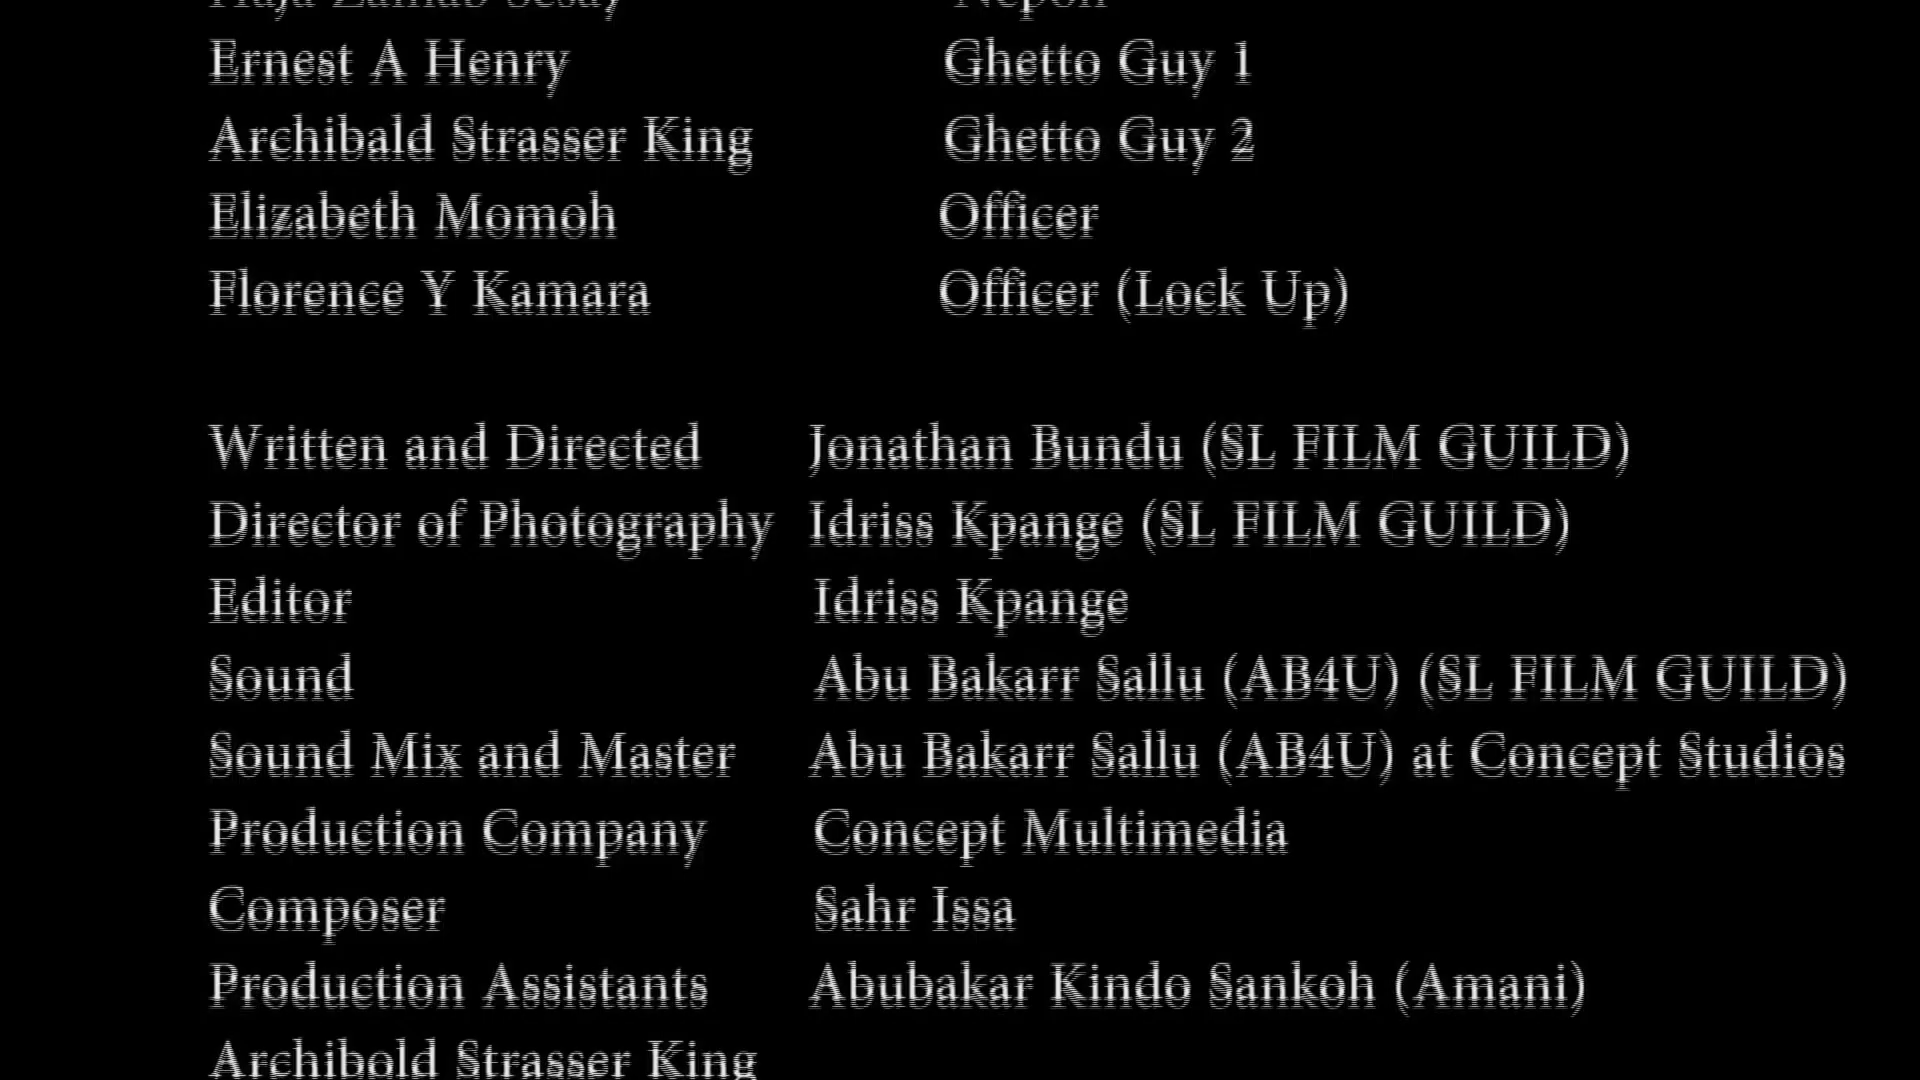 Ernest A Henry Ghetto Guy 1
Archibald Strasser King Ghetto Guy 2
Elizabeth Momoh Officer
Florence Y Kamara Officer (Lock Up)
Written and Directed Jonathan Bundu (SL FILM GUILD)
Director of Photography Idriss Kpange (SL FILM GUILD)
Editor Idriss Kpange
Sound Abu Bakarr Sallu (AB4U) (SL FILM GUILD)
Sound Mix and Master Abu Bakarr Sallu (AB4U) at Concept Studios
Production Company Concept Multimedia
Composer Sahr Issa
Production Assistants Abubakar Kindo Sankoh (Amani)
Archibold Strasser King